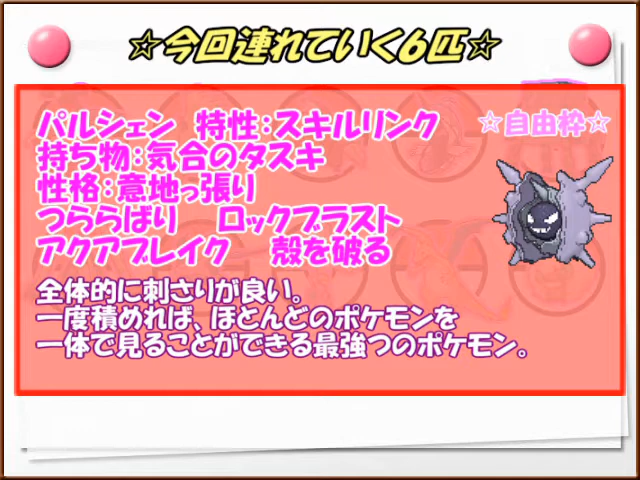 ☆今回連れていく6匹☆
パルシェン 特性:スキルリンク
☆自由枠☆
持ち物:気合のタスキ
性格:意地っ張り
つららばり ロックブラスト
アクアブレイク 殻を破る
全体的に刺さりが良い。
一度積めれば、ほとんどのポケモンを
一体で見ることができる最強つのポケモン。